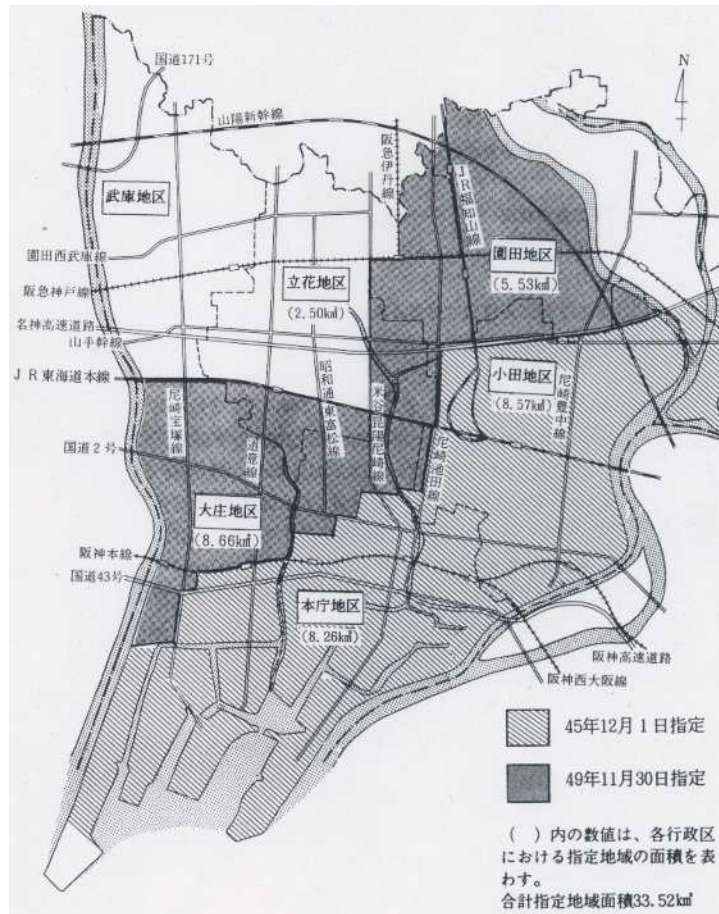 国道171号
山陽新幹線
阪急伊丹線
N
JR福知山線
武庫地区
園田西武庫線
園田地区
(5.53k㎡)
阪急神戸線
立花地区
(2.50k㎡)
名神高速道路
山手幹線
JR東海道本線
小田地区
(8.57k㎡)
尼崎豊中線
昭和通
東富松線
米谷昆陽尼崎線
尼崎宝塚線
道意線
尼崎池田線
国道2号
大庄地区
(8.66k㎡)
阪神本線
国道43号
本庁地区
(8.26k㎡)
阪神高速道路
阪神西大阪線
45年12月1日指定
49年11月30日指定
( )内の数値は、各行政区
における指定地域の面積を表
わす。
合計指定地域面積33.52k㎡